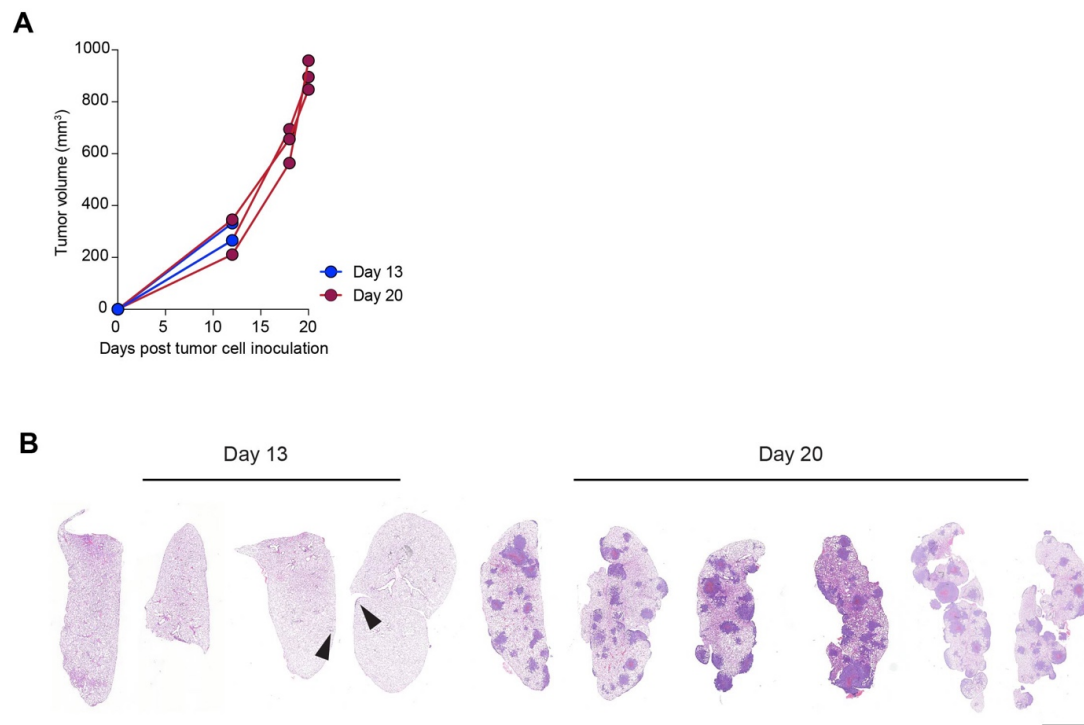 A
1000
800
600
400
200
0
Tumor volume (mm³)
0 5 10 15 20
Days post tumor cell inoculation
Day 13
Day 20
B
Day 13 Day 20